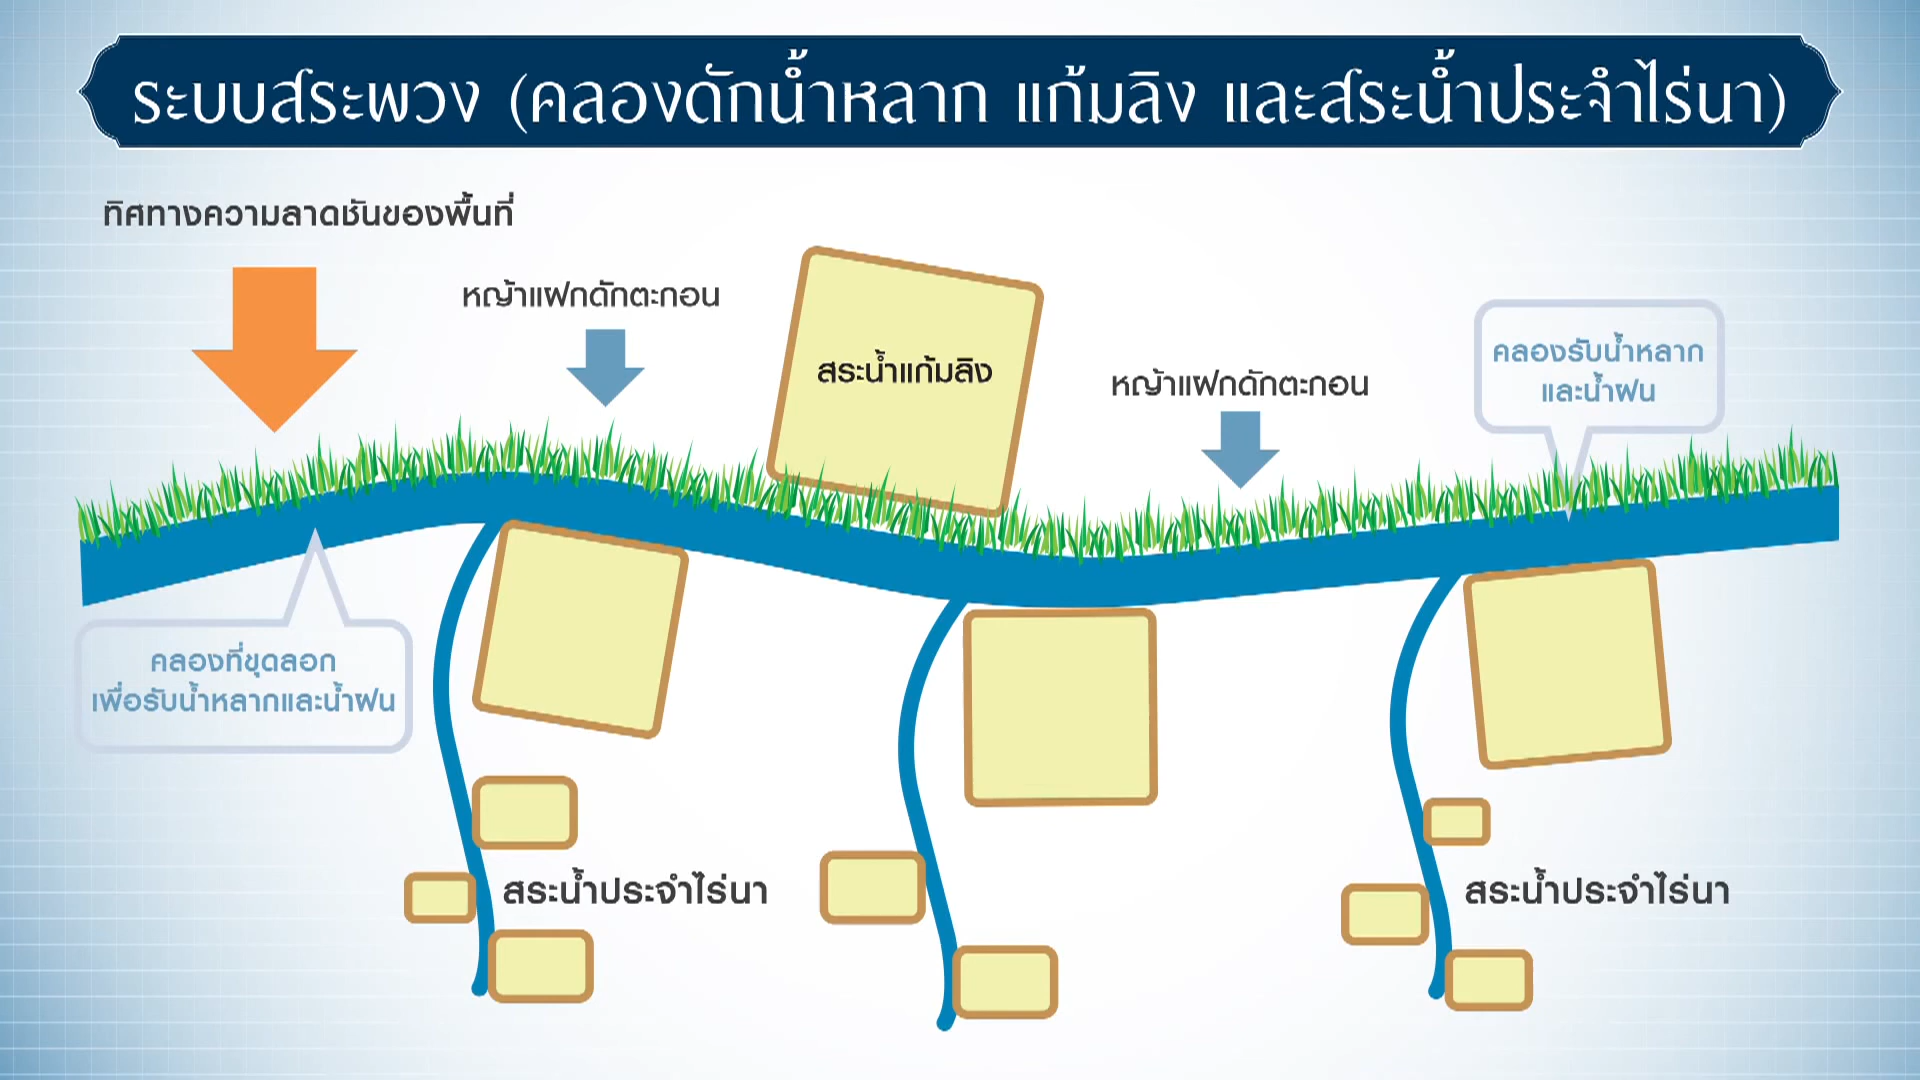 ระบบสระพวง (คลองดักน้ำหลาก แก้มลิง และสระน้ำประจำไร่นา)
ทิศทางความลาดชันของพื้นที่
หญ้าแฝกดักตะกอน
สระน้ำแก้มลิง
หญ้าแฝกดักตะกอน
คลองรับน้ำหลาก
และน้ำฝน
คลองที่ขุดลอก
เพื่อรับน้ำหลากและน้ำฝน
สระน้ำประจำไร่นา
สระน้ำประจำไร่นา